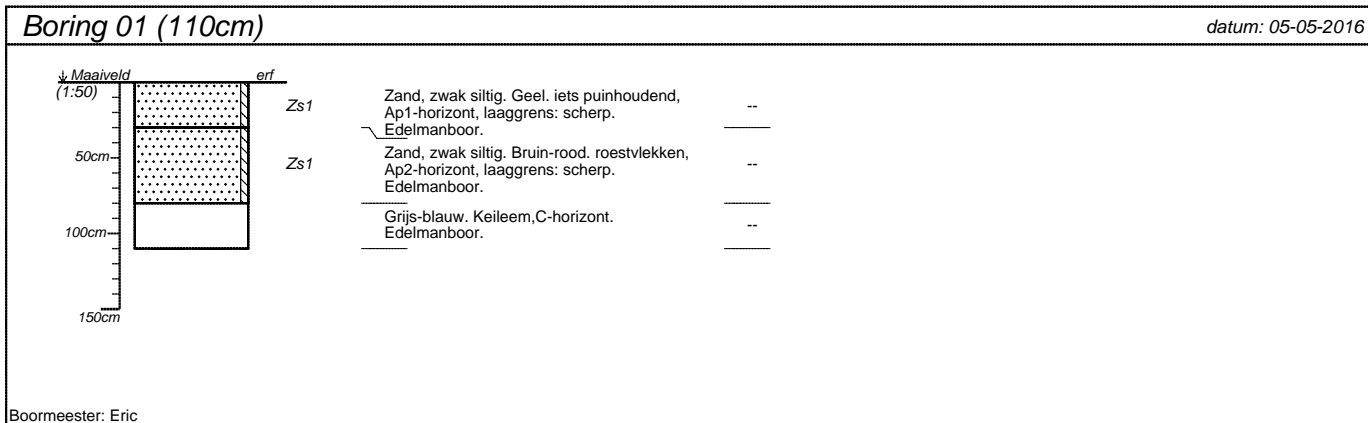 Boring 01 (110cm)
datum: 05-05-2016
Maaiveld
erf
(1:50)
Zs1
Zand, zwak siltig. Geel. iets puinhoudend,
Ap1-horizont, laaggrens: scherp.
Edelmanboor.
--
50cm
Zs1
Zand, zwak siltig. Bruin-rood. roestvlekken,
Ap2-horizont, laaggrens: scherp.
Edelmanboor.
--
100cm
Grijs-blauw. Keileem,C-horizont.
Edelmanboor.
--
150cm
Boormeester: Eric